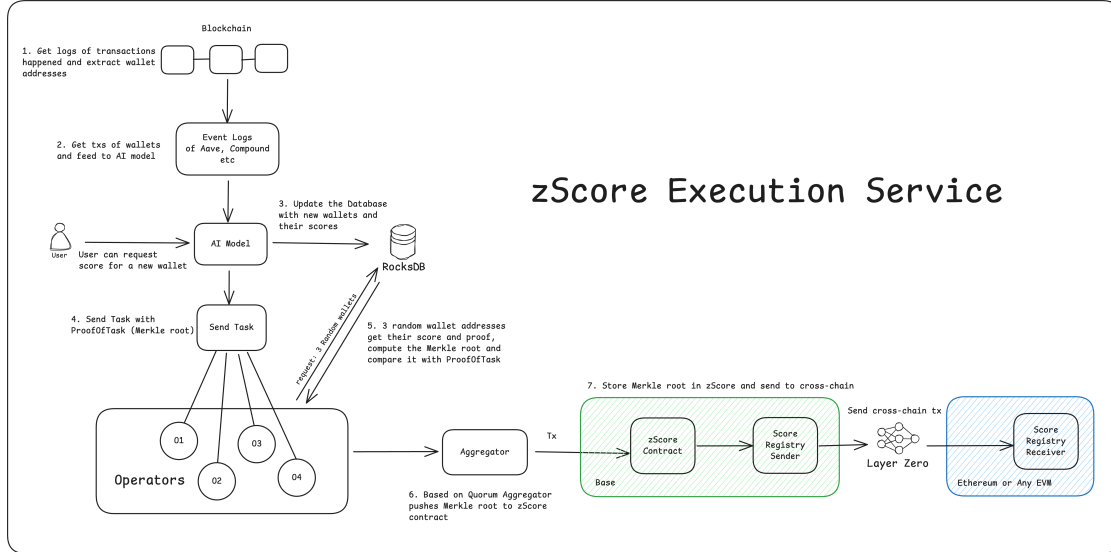 Blockchain
1. Get logs of transactions
happened and extract wallet
addresses
2. Get txs of wallets
and feed to AI model
Event Logs
of Aave, Compound
etc
zScore Execution Service
3. Update the Database
with new wallets and
their scores
User
User can request
score for a new wallet
AI Model
RocksDB
4. Send Task with
ProofOfTask (Merkle root)
Send Task
request: 3 Random wallets
5. 3 random wallet addresses
get their score and proof,
compute the Merkle root and
compare it with ProofOfTask
Operators
01
02
03
04
Aggregator
6. Based on Quorum Aggregator
pushes Merkle root to zScore
contract
Tx
7. Store Merkle root in zScore and send to cross-chain
zScore
Contract
Score
Registry
Sender
Base
Send cross-chain tx
Layer Zero
Score
Registry
Receiver
Ethereum or Any EVM